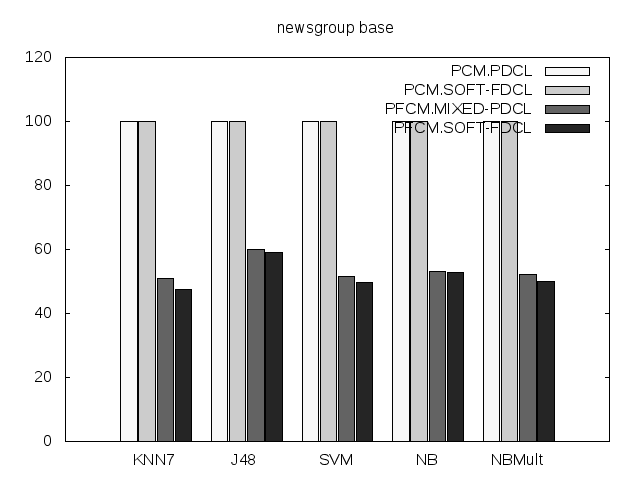 newsgroup base
120
100
80
60
40
20
0
PCM.PDCL
PCM.SOFT-FDCL
PFCM.MIXED-PDCL
PFCM.SOFT-FDCL
KNN7 J48 SVM NB NBMult